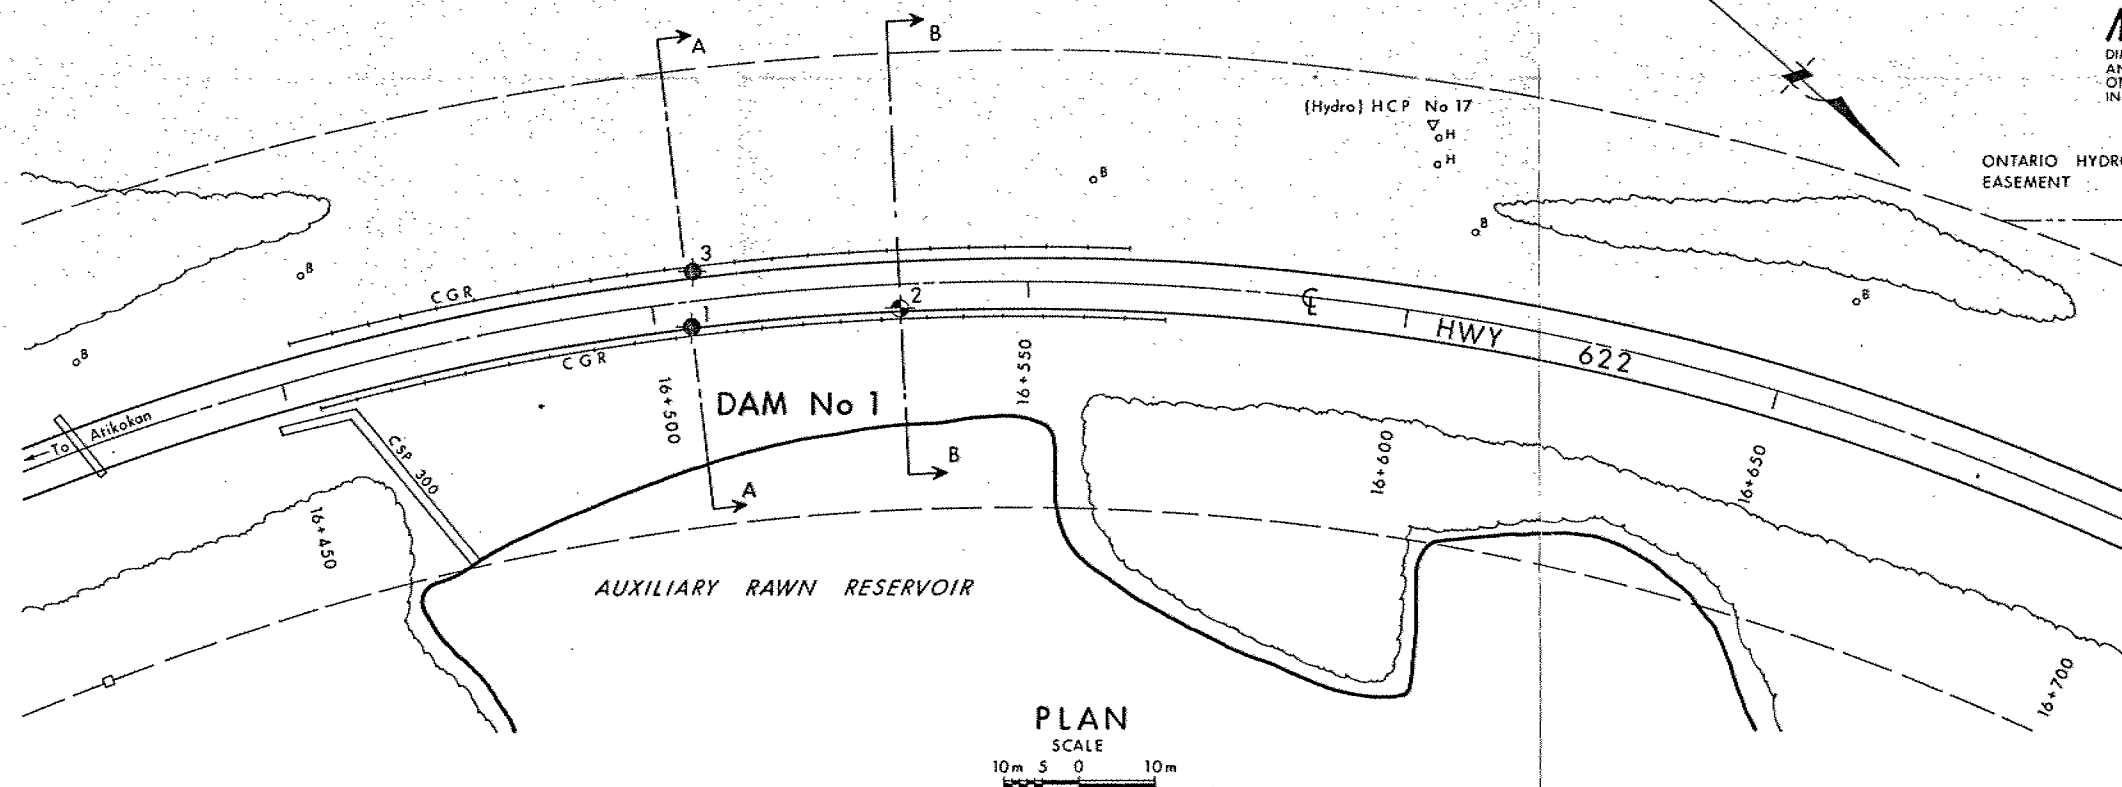 A
B
(Hydro) HCP No 17
H
H
B
ONTARIO HYDRO
EASEMENT
B
B
B
B
3
CGR
2
1
CGR
℄
HWY 622
DAM No 1
To Atikokan
CSP 300
16+450
16+500
16+550
16+600
16+650
16+700
B
A
AUXILIARY RAWN RESERVOIR
PLAN
SCALE
10m 5 0 10m